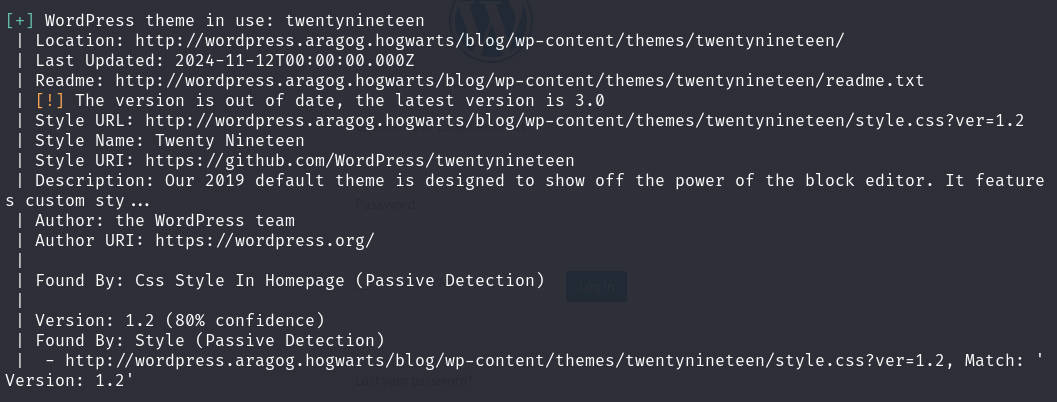 [+] WordPress theme in use: twentynineteen
| Location: http://wordpress.aragog.hogwarts/blog/wp-content/themes/twentynineteen/
| Last Updated: 2024-11-12T00:00:00.000Z
| Readme: http://wordpress.aragog.hogwarts/blog/wp-content/themes/twentynineteen/readme.txt
| [!] The version is out of date, the latest version is 3.0
| Style URL: http://wordpress.aragog.hogwarts/blog/wp-content/themes/twentynineteen/style.css?ver=1.2
| Style Name: Twenty Nineteen
| Style URI: https://github.com/WordPress/twentynineteen
| Description: Our 2019 default theme is designed to show off the power of the block editor. It feature
s custom sty...
Password
| Author: the WordPress team
| Author URI: https://wordpress.org/
|
| Found By: Css Style In Homepage (Passive Detection)
Log In
|
| Version: 1.2 (80% confidence)
| Found By: Style (Passive Detection)
|  - http://wordpress.aragog.hogwarts/blog/wp-content/themes/twentynineteen/style.css?ver=1.2, Match: '
Version: 1.2'
Lost your password?